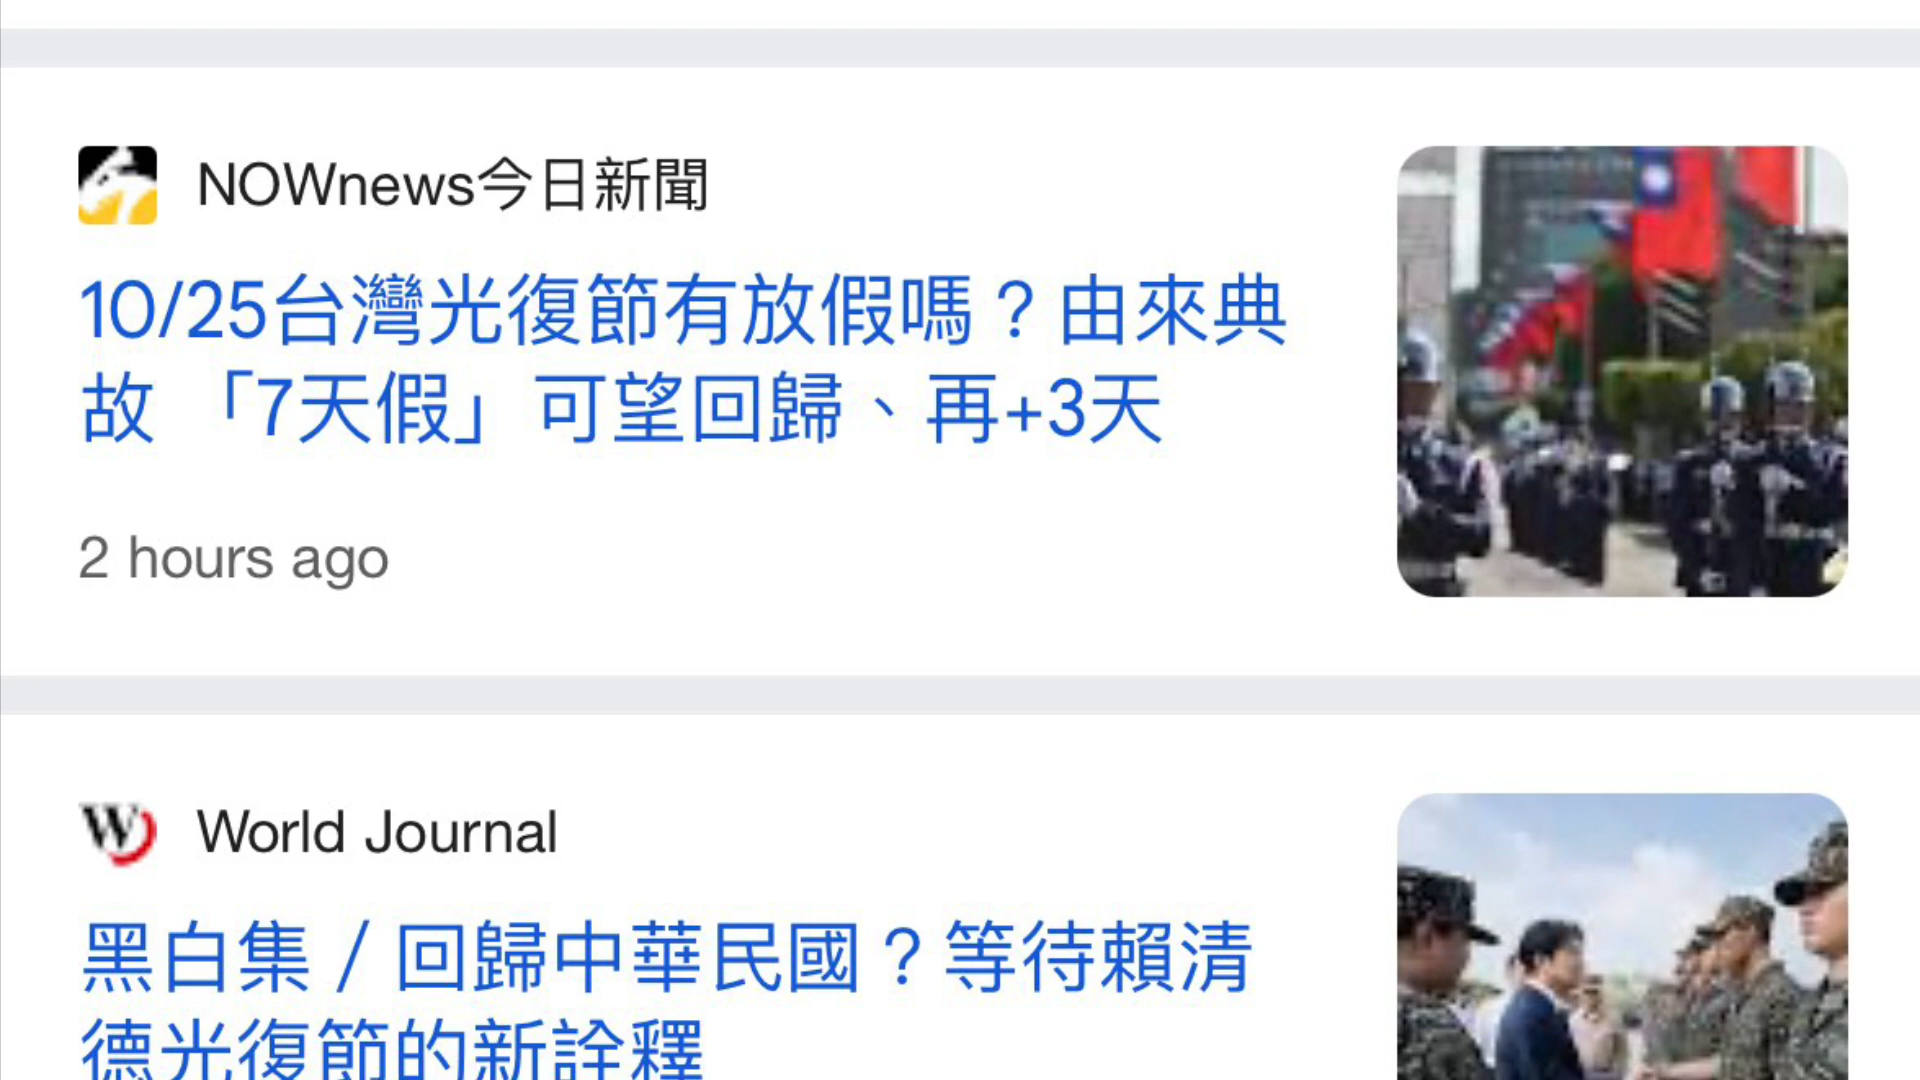 NOWnews今日新聞
10/25台灣光復節有放假嗎？由來典
故 「7天假」可望回歸、再+3天
2 hours ago
World Journal
黑白集／回歸中華民國？等待賴清
德光復節的新詮釋